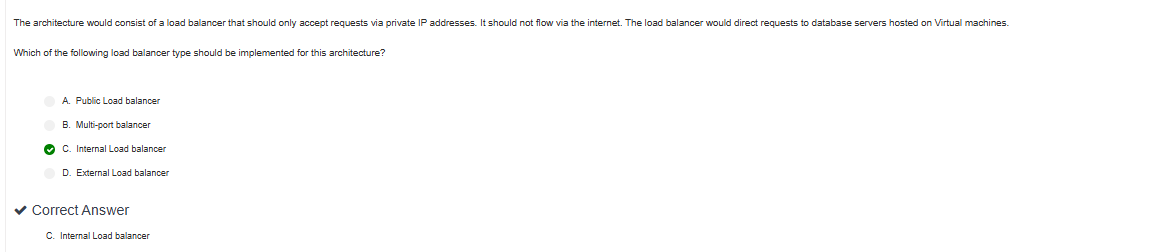 The architecture would consist of a load balancer that should only accept requests via private IP addresses. It should not flow via the internet. The load balancer would direct requests to database servers hosted on Virtual machines.
Which of the following load balancer type should be implemented for this architecture?
A. Public Load balancer
B. Multi-port balancer
C. Internal Load balancer
D. External Load balancer
Correct Answer
C. Internal Load balancer